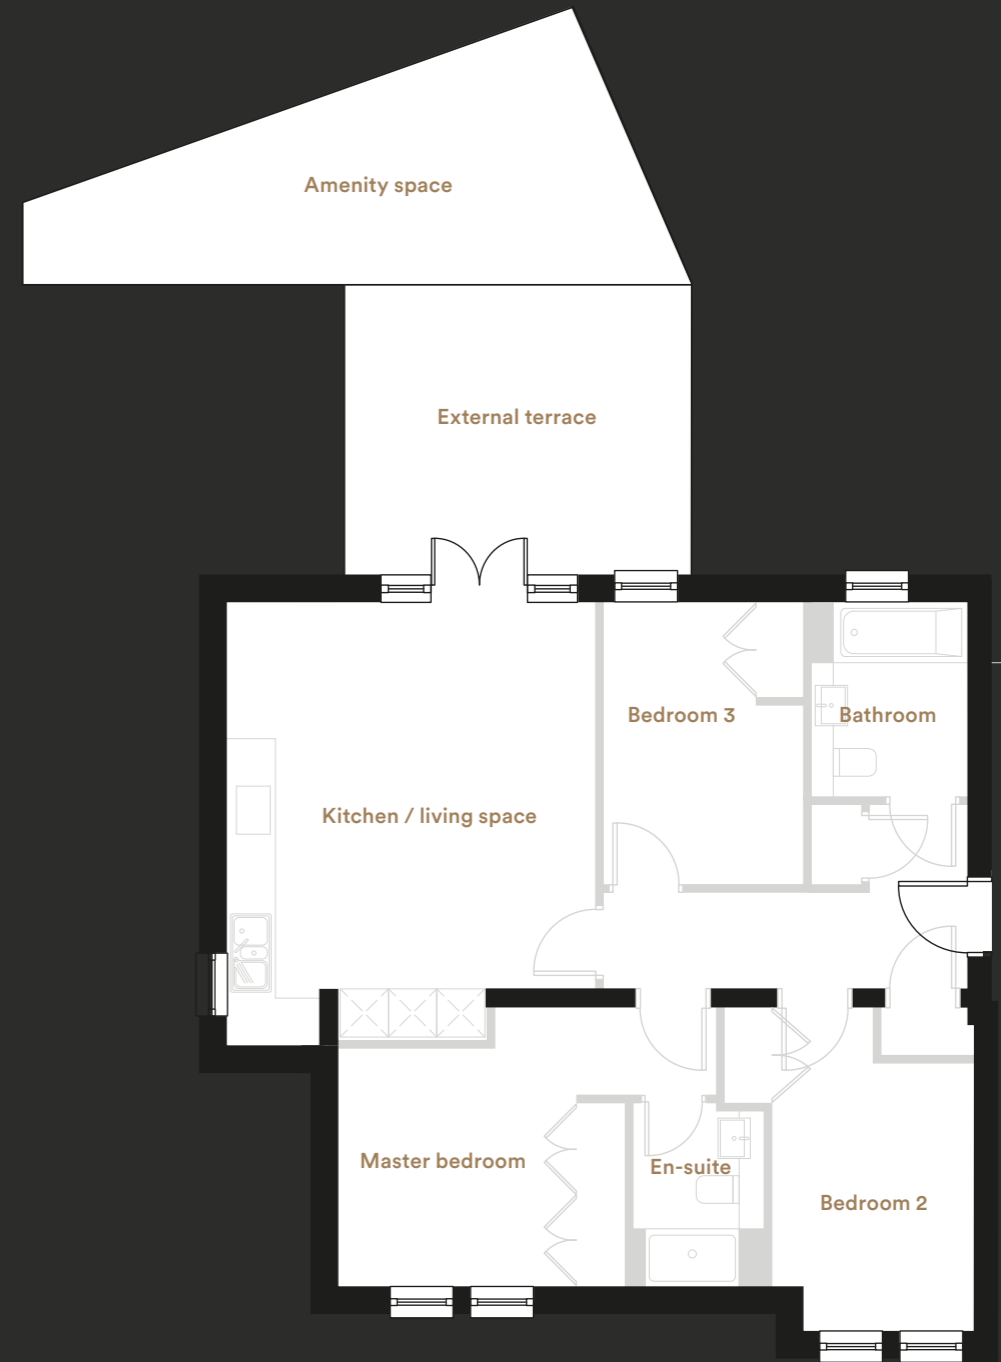 Amenity space
External terrace
Bedroom 3
Bathroom
Kitchen / living space
Master bedroom
En-suite
Bedroom 2